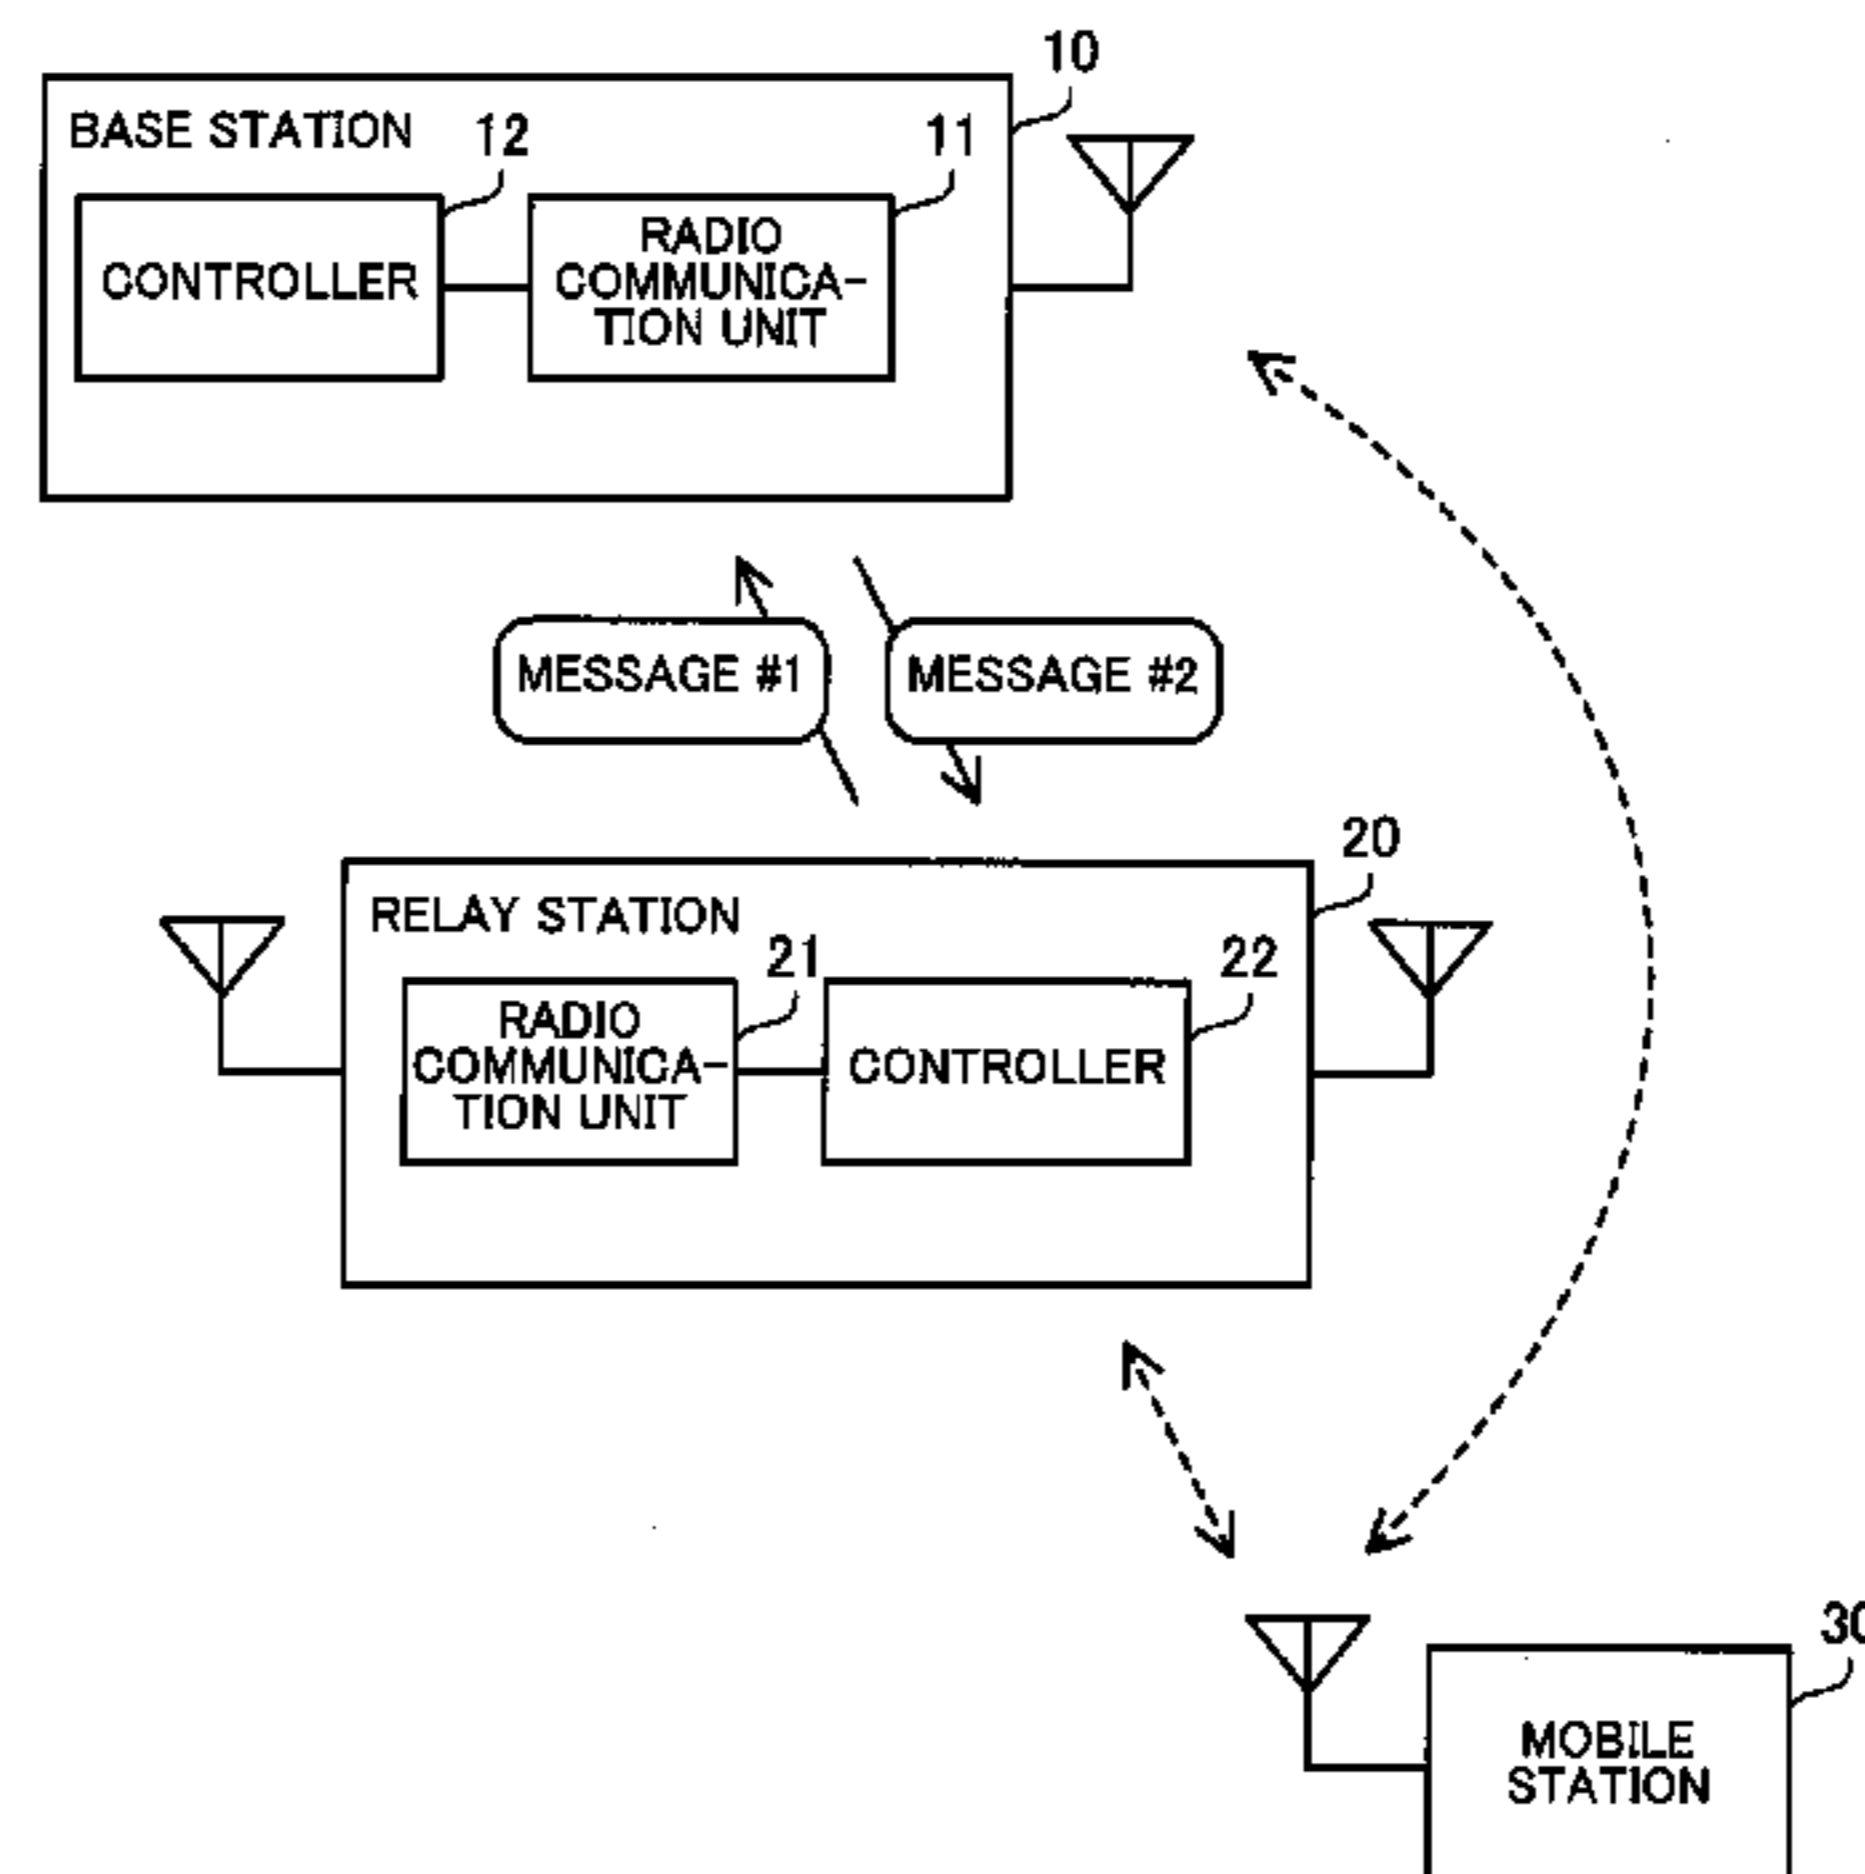 10
BASE STATION
12
11
CONTROLLER
RADIO
COMMUNICA-
TION UNIT
MESSAGE #1
MESSAGE #2
20
RELAY STATION
21
22
RADIO
COMMUNICA-
TION UNIT
CONTROLLER
30
MOBILE
STATION